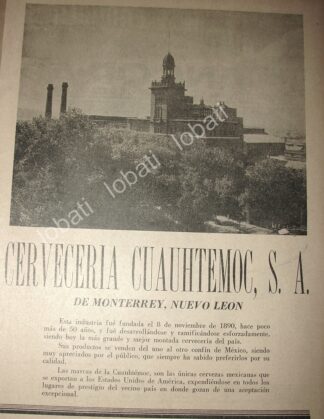 lobati lobati lobati
lobati lobati lobati
CERVECERIA CUAUHTEMOC, S. A.
DE MONTERREY, NUEVO LEON
Esta industria fué fundada el 8 de noviembre de 1890, hace poco
más de 50 años, y fué desarrollándose y ramificándose esforzadamente,
siendo hoy la más grande y mejor montada cervecería del país.
Sus productos se venden del uno al otro confín de México, siendo
muy apreciados por el público, que siempre ha sabido preferirlos por su
calidad.
Las marcas de la Cuauhtémoc, son las únicas cervezas mexicanas que
se exportan a los Estados Unidos de América, expendiéndose en todos los
lugares de prestigio del vecino país en donde gozan de una aceptación
excepcional.